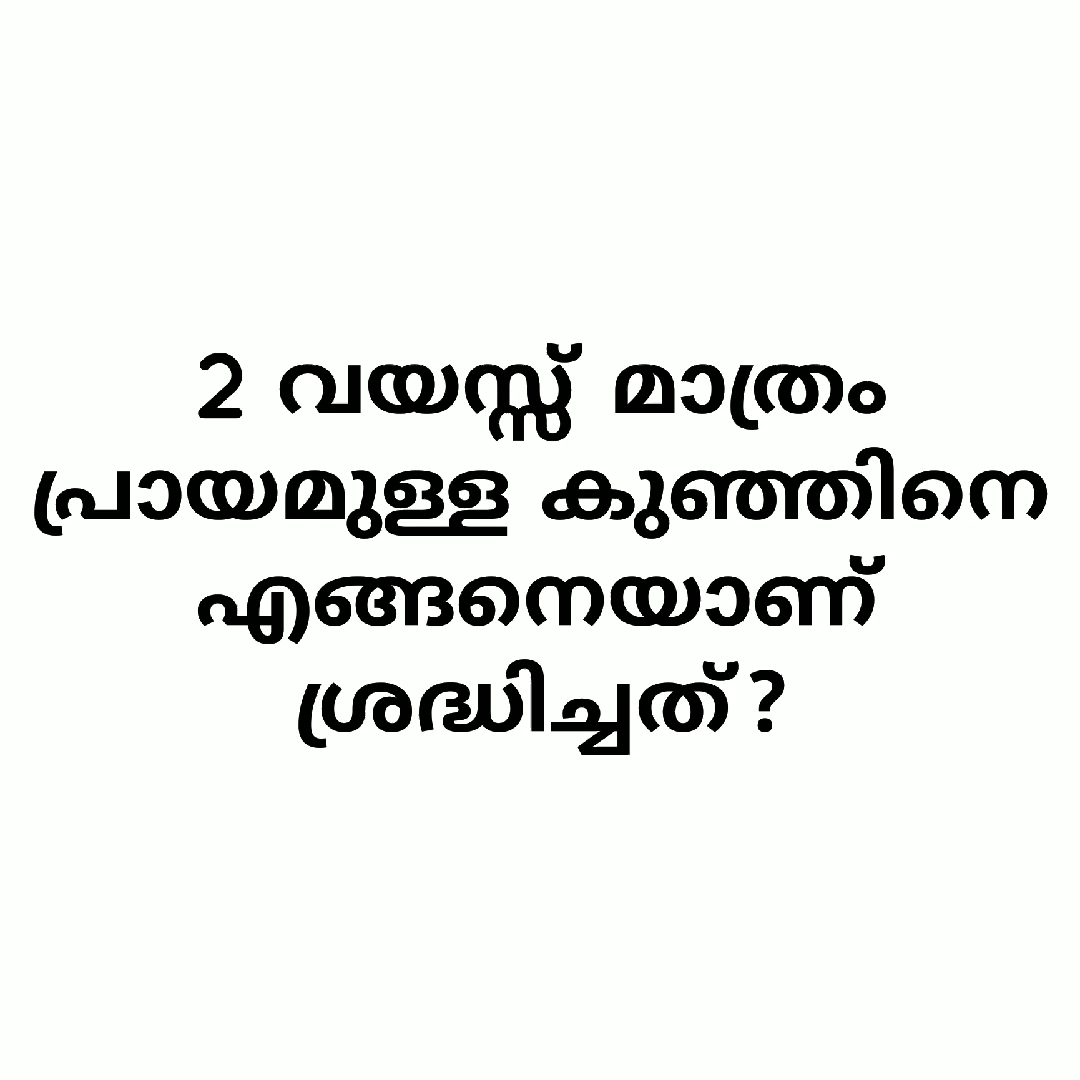 2 വയസ്സ് മാത്രം
പ്രായമുള്ള കുഞ്ഞിനെ
എങ്ങനെയാണ്
ശ്രദ്ധിച്ചത്?